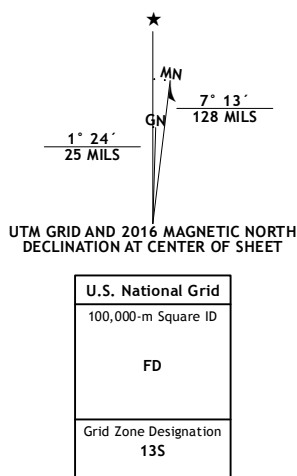 ★
MN
GN
7° 13´
128 MILS
1° 24´
25 MILS
UTM GRID AND 2016 MAGNETIC NORTH
DECLINATION AT CENTER OF SHEET
U.S. National Grid
100,000-m Square ID
FD
Grid Zone Designation
13S